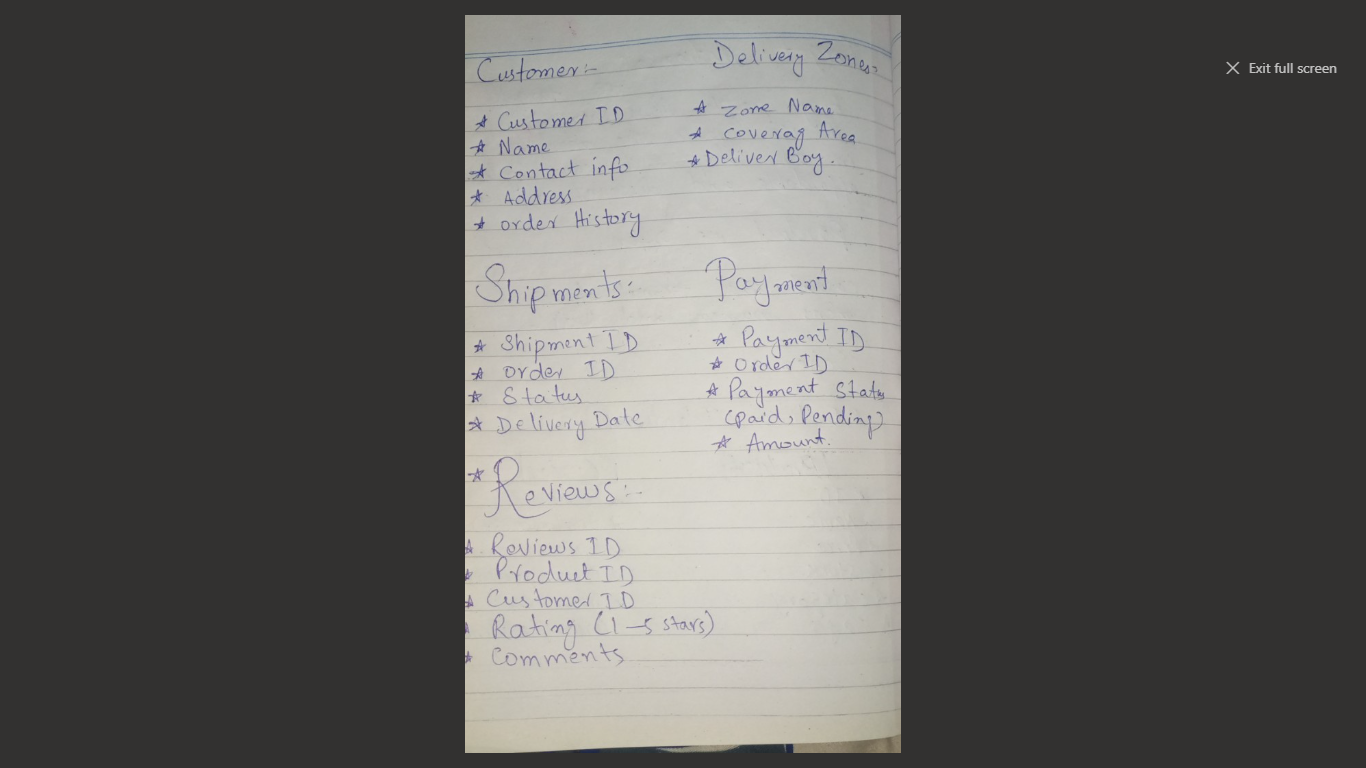 Customer:-
* Customer ID
* Name
* Contact info
* Address
* order History
Delivery Zones.
* Zone Name
* Coverag Area
* Deliver Boy.
Shipments:-
* Shipment ID
* order ID
* Status
* Delivery Date
Payment
* Payment ID
* Order ID
* Payment Status
(paid, Pending)
* Amount.
* Reviews:-
* Reviews ID
* Product ID
* Customer ID
* Rating (1-5 stars)
* Comments
Exit full screen